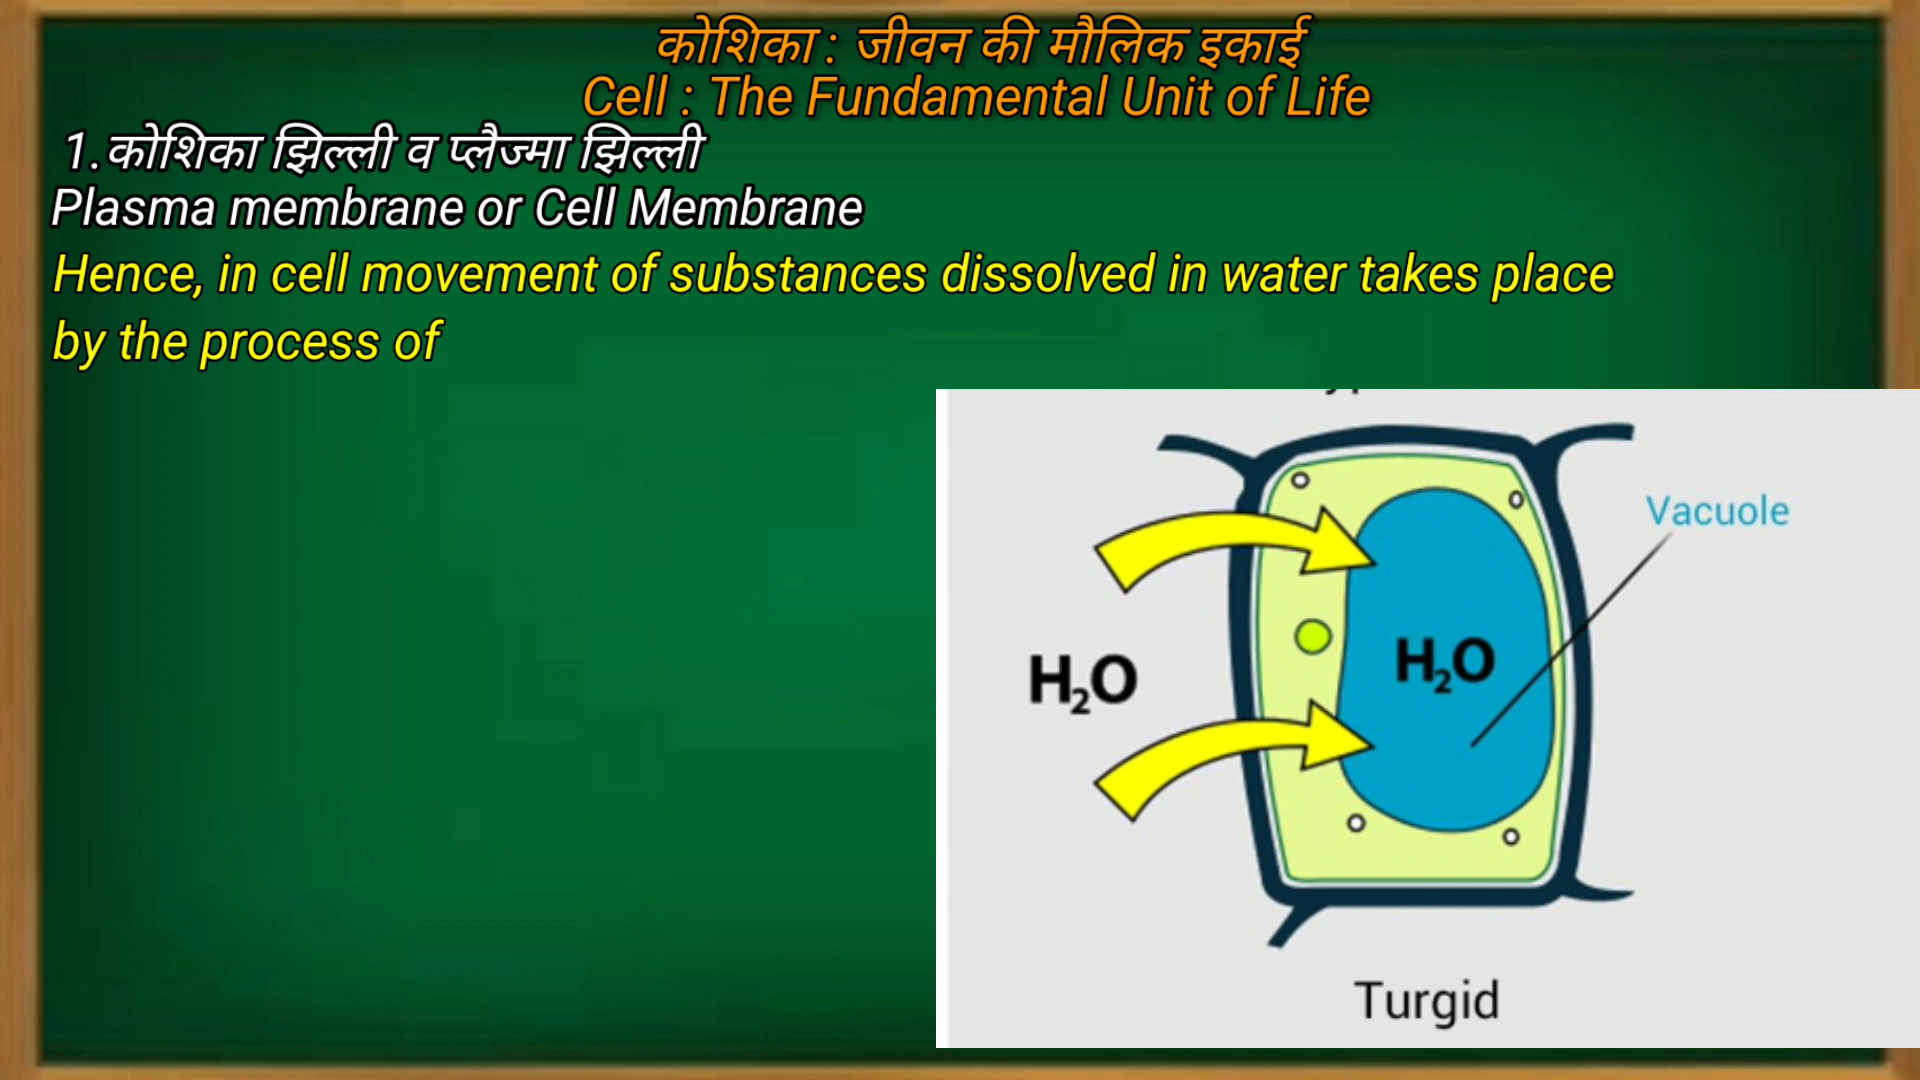 कोशिका : जीवन की मौलिक इकाई
Cell : The Fundamental Unit of Life
1.कोशिका झिल्ली व प्लैज्मा झिल्ली
Plasma membrane or Cell Membrane
Hence, in cell movement of substances dissolved in water takes place
by the process of
Vacuole
H₂O
H₂O
Turgid